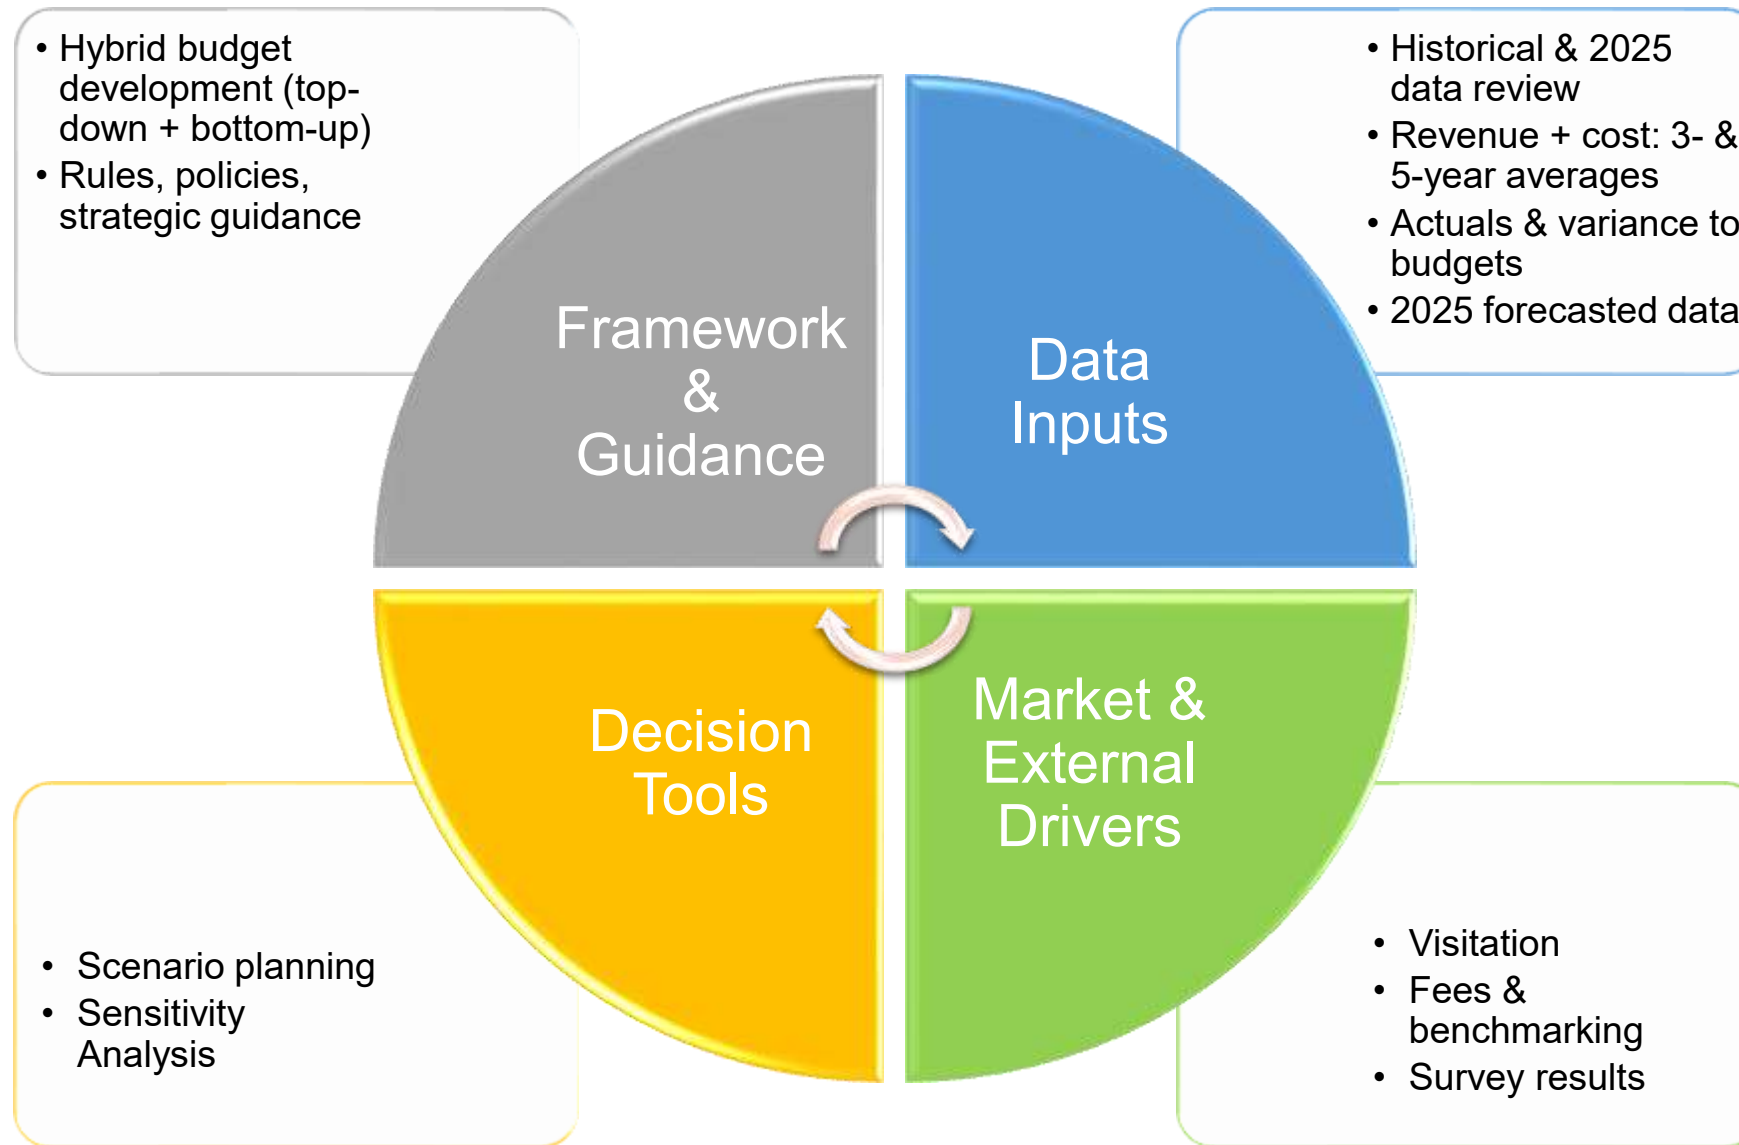 • Hybrid budget
development (top-
down + bottom-up)
• Rules, policies,
strategic guidance
• Historical & 2025
data review
• Revenue + cost: 3- &
5-year averages
• Actuals & variance to
budgets
• 2025 forecasted data
Framework
&
Guidance
Data
Inputs
Decision
Tools
Market &
External
Drivers
• Scenario planning
• Sensitivity
Analysis
• Visitation
• Fees &
benchmarking
• Survey results